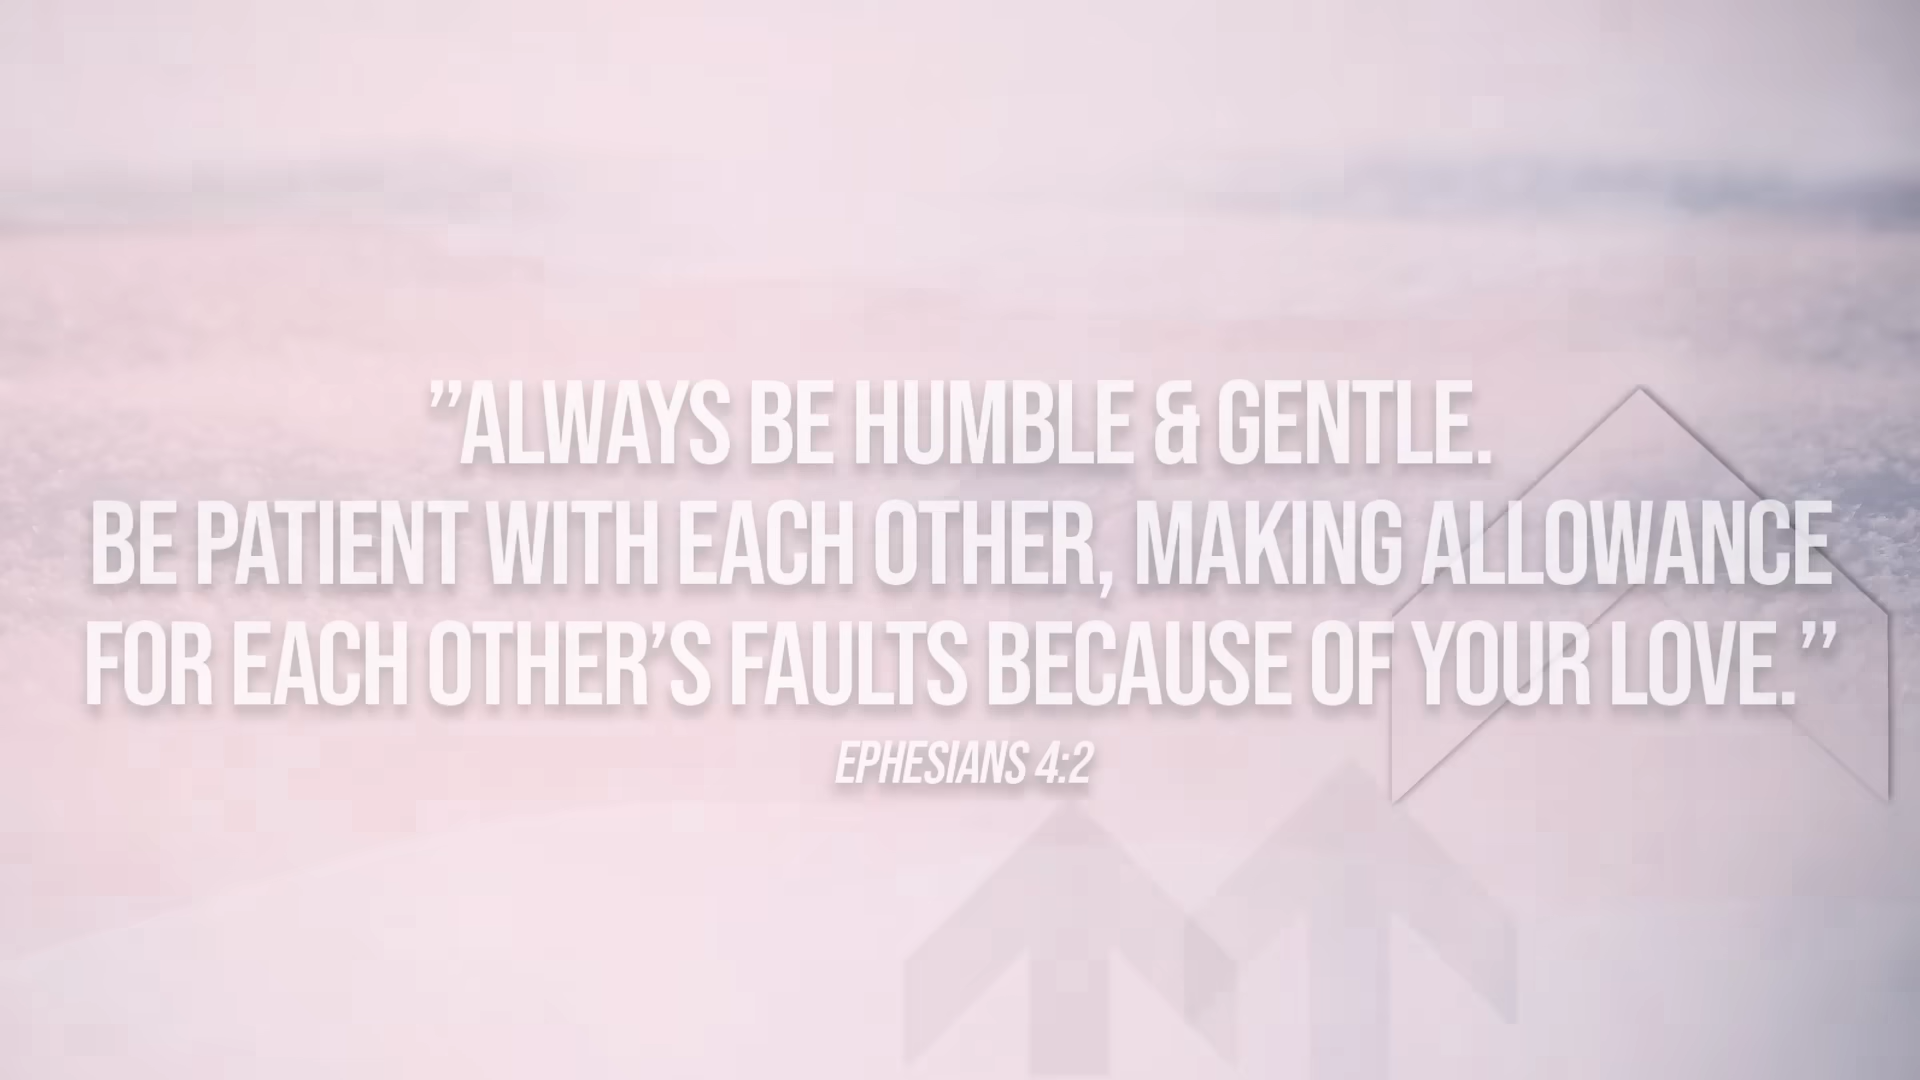 ”ALWAYS BE HUMBLE & GENTLE.
BE PATIENT WITH EACH OTHER, MAKING ALLOWANCE
FOR EACH OTHER’S FAULTS BECAUSE OF YOUR LOVE.”
EPHESIANS 4:2